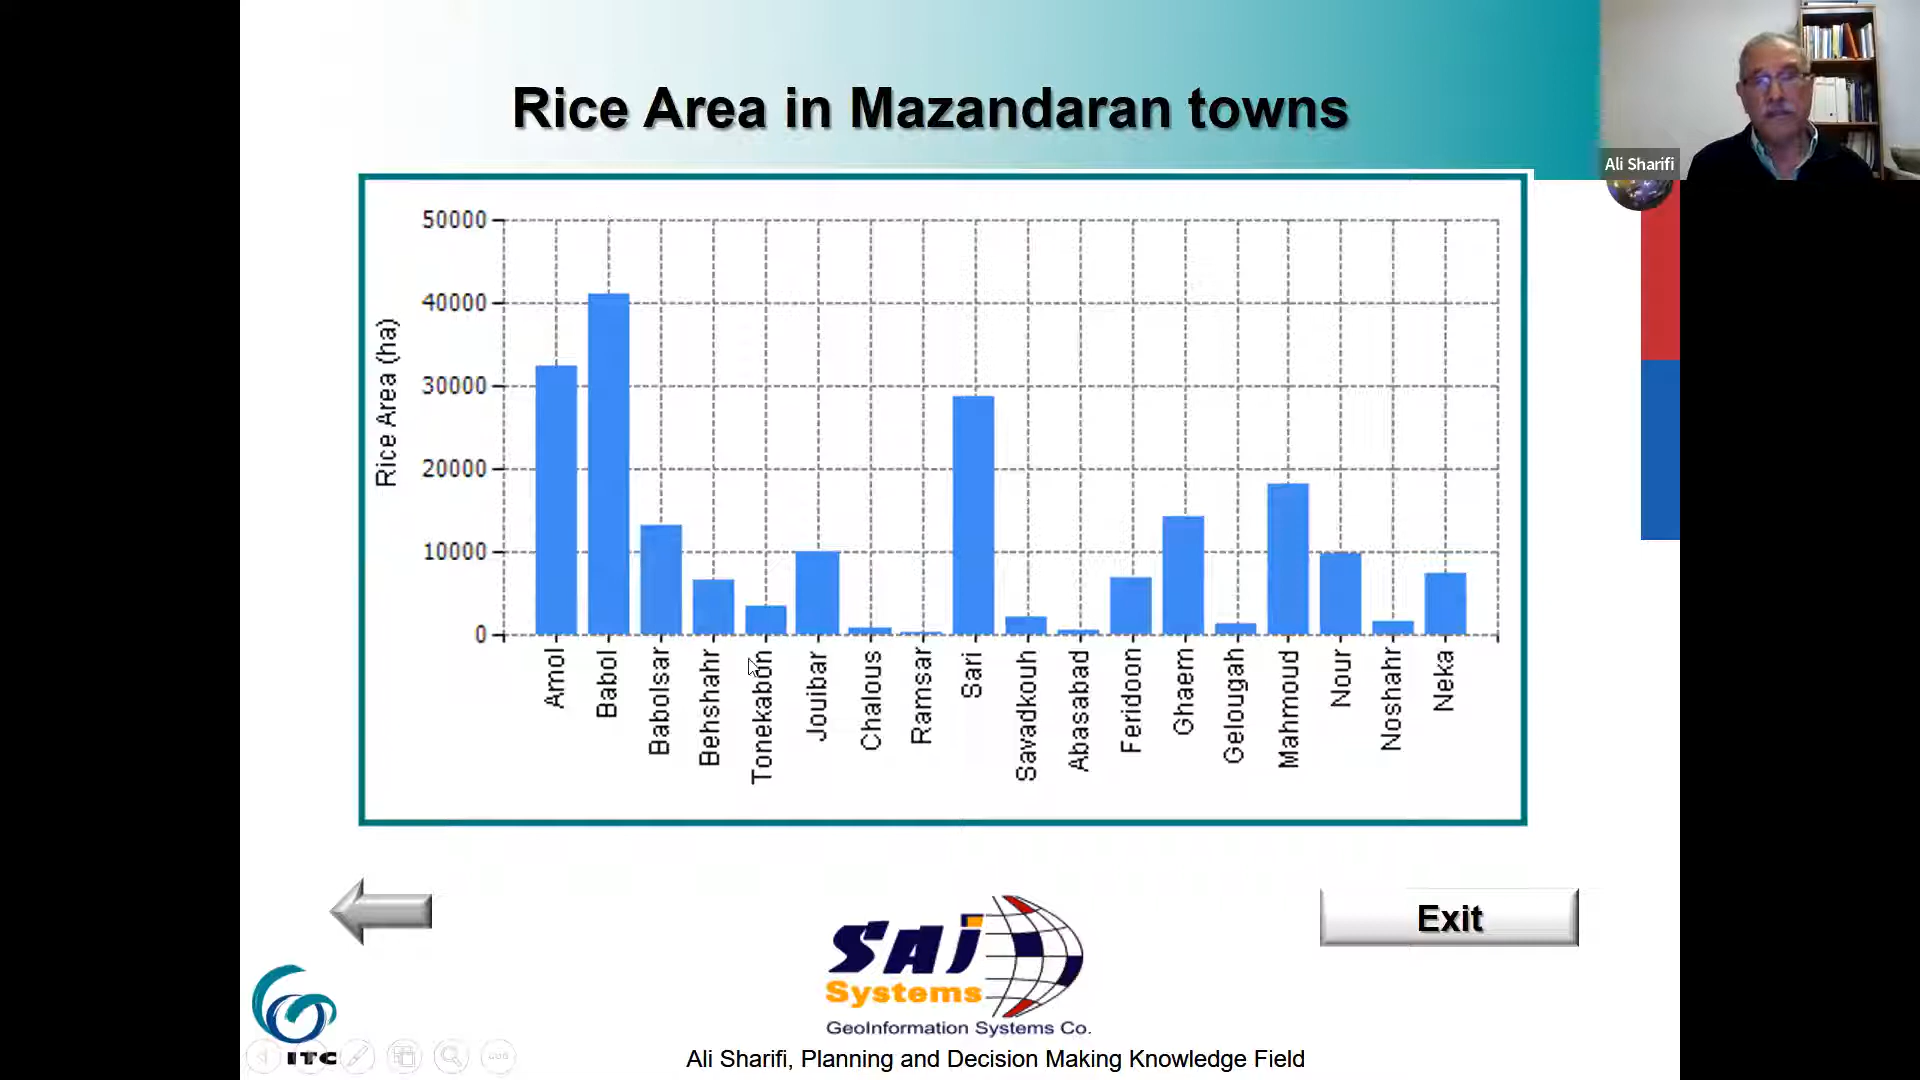 Rice Area in Mazandaran towns
Ali Sharifi
Rice Area (ha)
50000
40000
30000
20000
10000
0
Amol
Babol
Babolsar
Behshahr
Tonekabon
Jouibar
Chalous
Ramsar
Sari
Savadkouh
Abasabad
Feridoon
Ghaem
Gelougah
Mahmoud
Nour
Noshahr
Neka
Exit
SAJ
Systems
GeoInformation Systems Co.
ITC
Ali Sharifi, Planning and Decision Making Knowledge Field